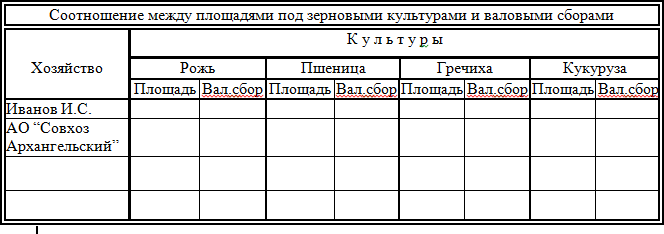 Соотношение между площадями под зерновыми культурами и валовыми сборами
Хозяйство
К у л ь т у р ы
Рожь Пшеница Гречиха Кукуруза
Площадь Вал.сбор Площадь Вал.сбор Площадь Вал.сбор Площадь Вал.сбор
Иванов И.С.
АО “Совхоз
Архангельский”